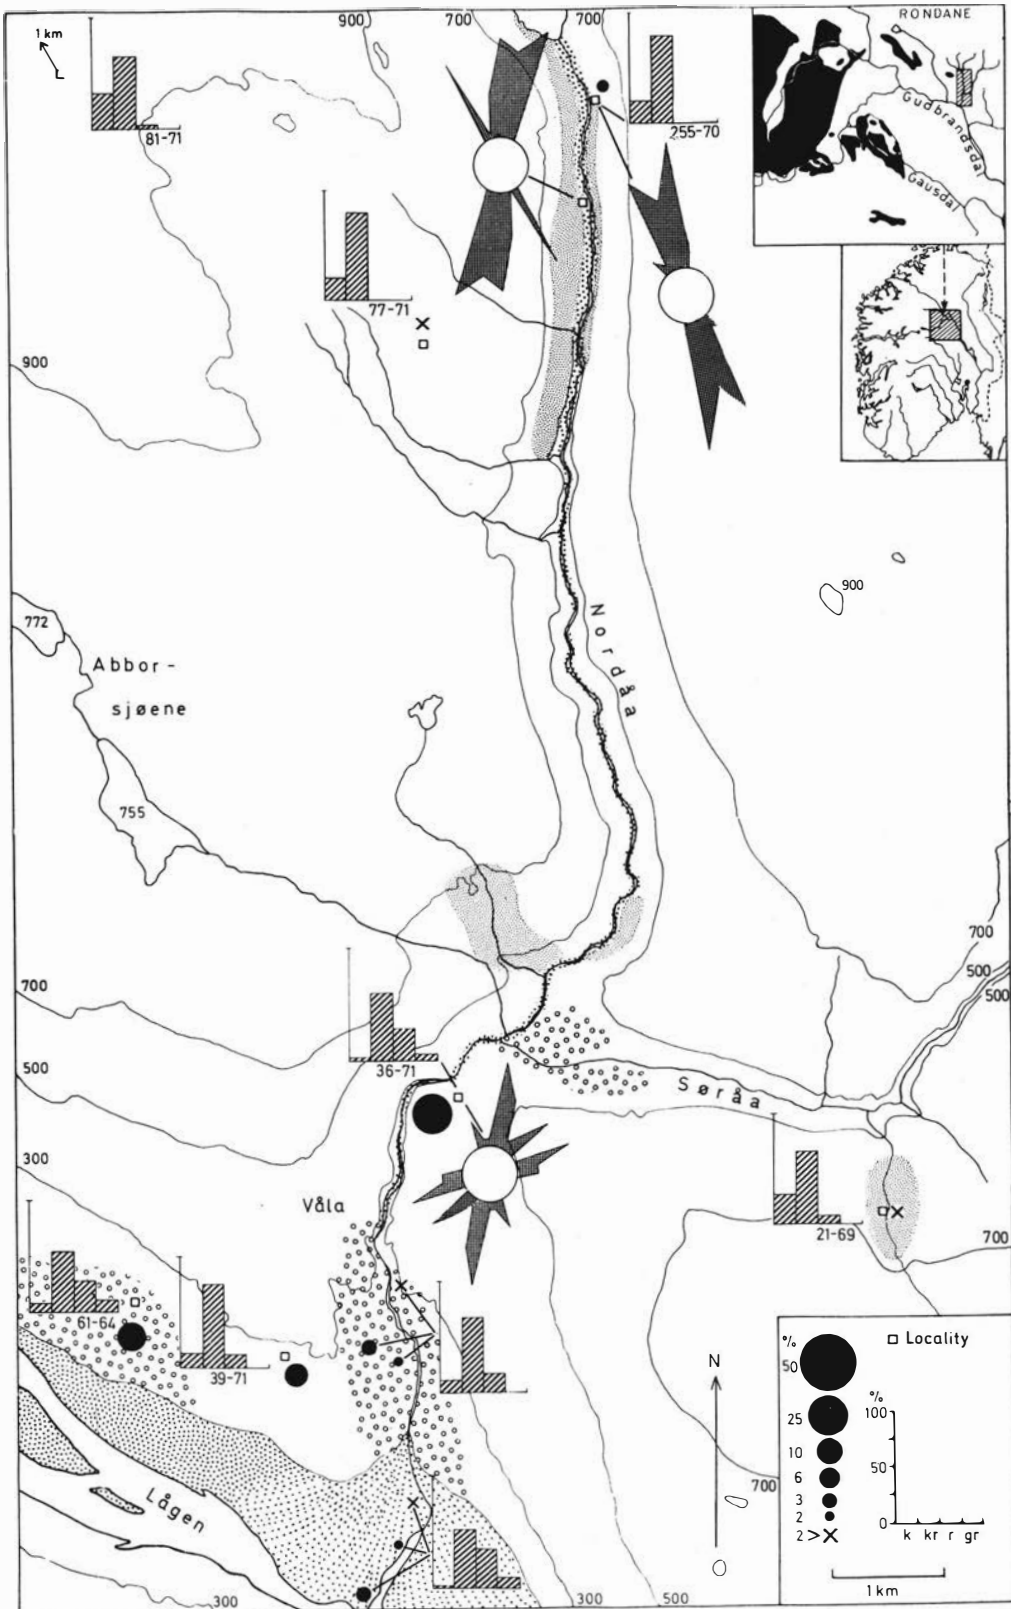 900
700
700
1 km
L
81-71
255-70
RONDANE
Gudbrandsdal
Gausdal
77-71
900
900
772
Abbor-
sjøene
Nordåa
755
700
700
500
500
500
36-71
Søråa
300
Våla
21-69
700
61-64
39-71
N
%
50
25
10
6
3
2
2 > X
□ Locality
%
100
50
0
k kr r gr
1 km
700
Lågen
300
300
500